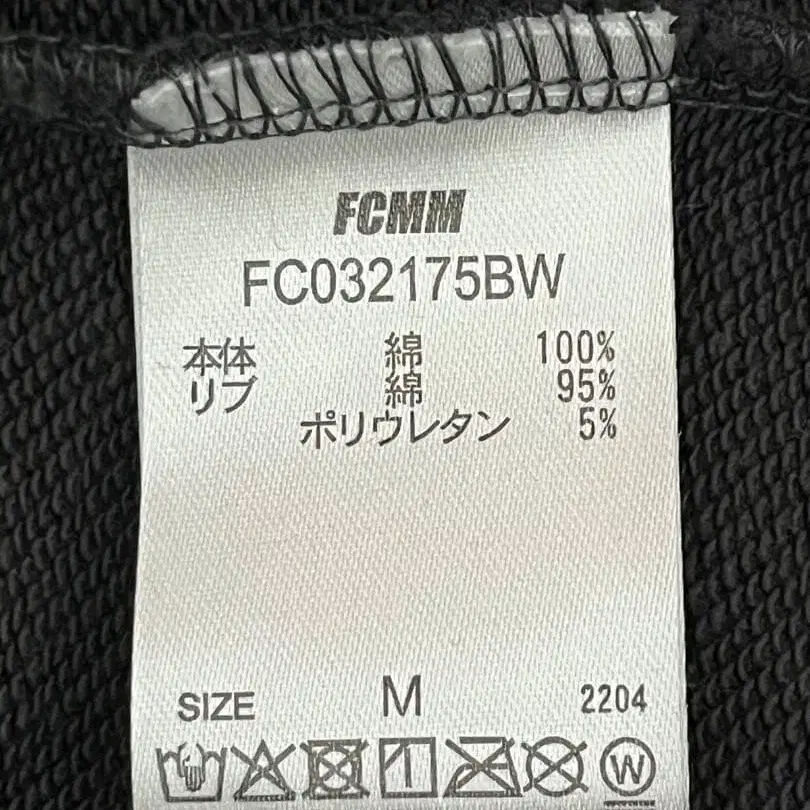 FCMM
FC032175BW
本体 綿 100%
リブ 綿 95%
ポリウレタン 5%
SIZE M 2204
W